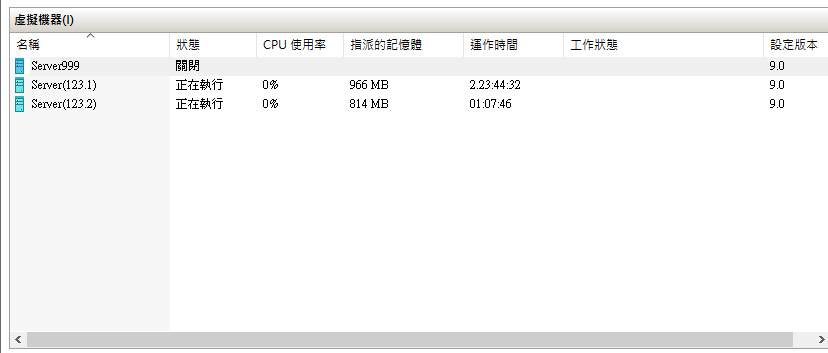 虛擬機器(I)
名稱 狀態 CPU 使用率 指派的記憶體 運作時間 工作狀態 設定版本
Server999 關閉 9.0
Server(123.1) 正在執行 0% 966 MB 2.23:44:32 9.0
Server(123.2) 正在執行 0% 814 MB 01:07:46 9.0